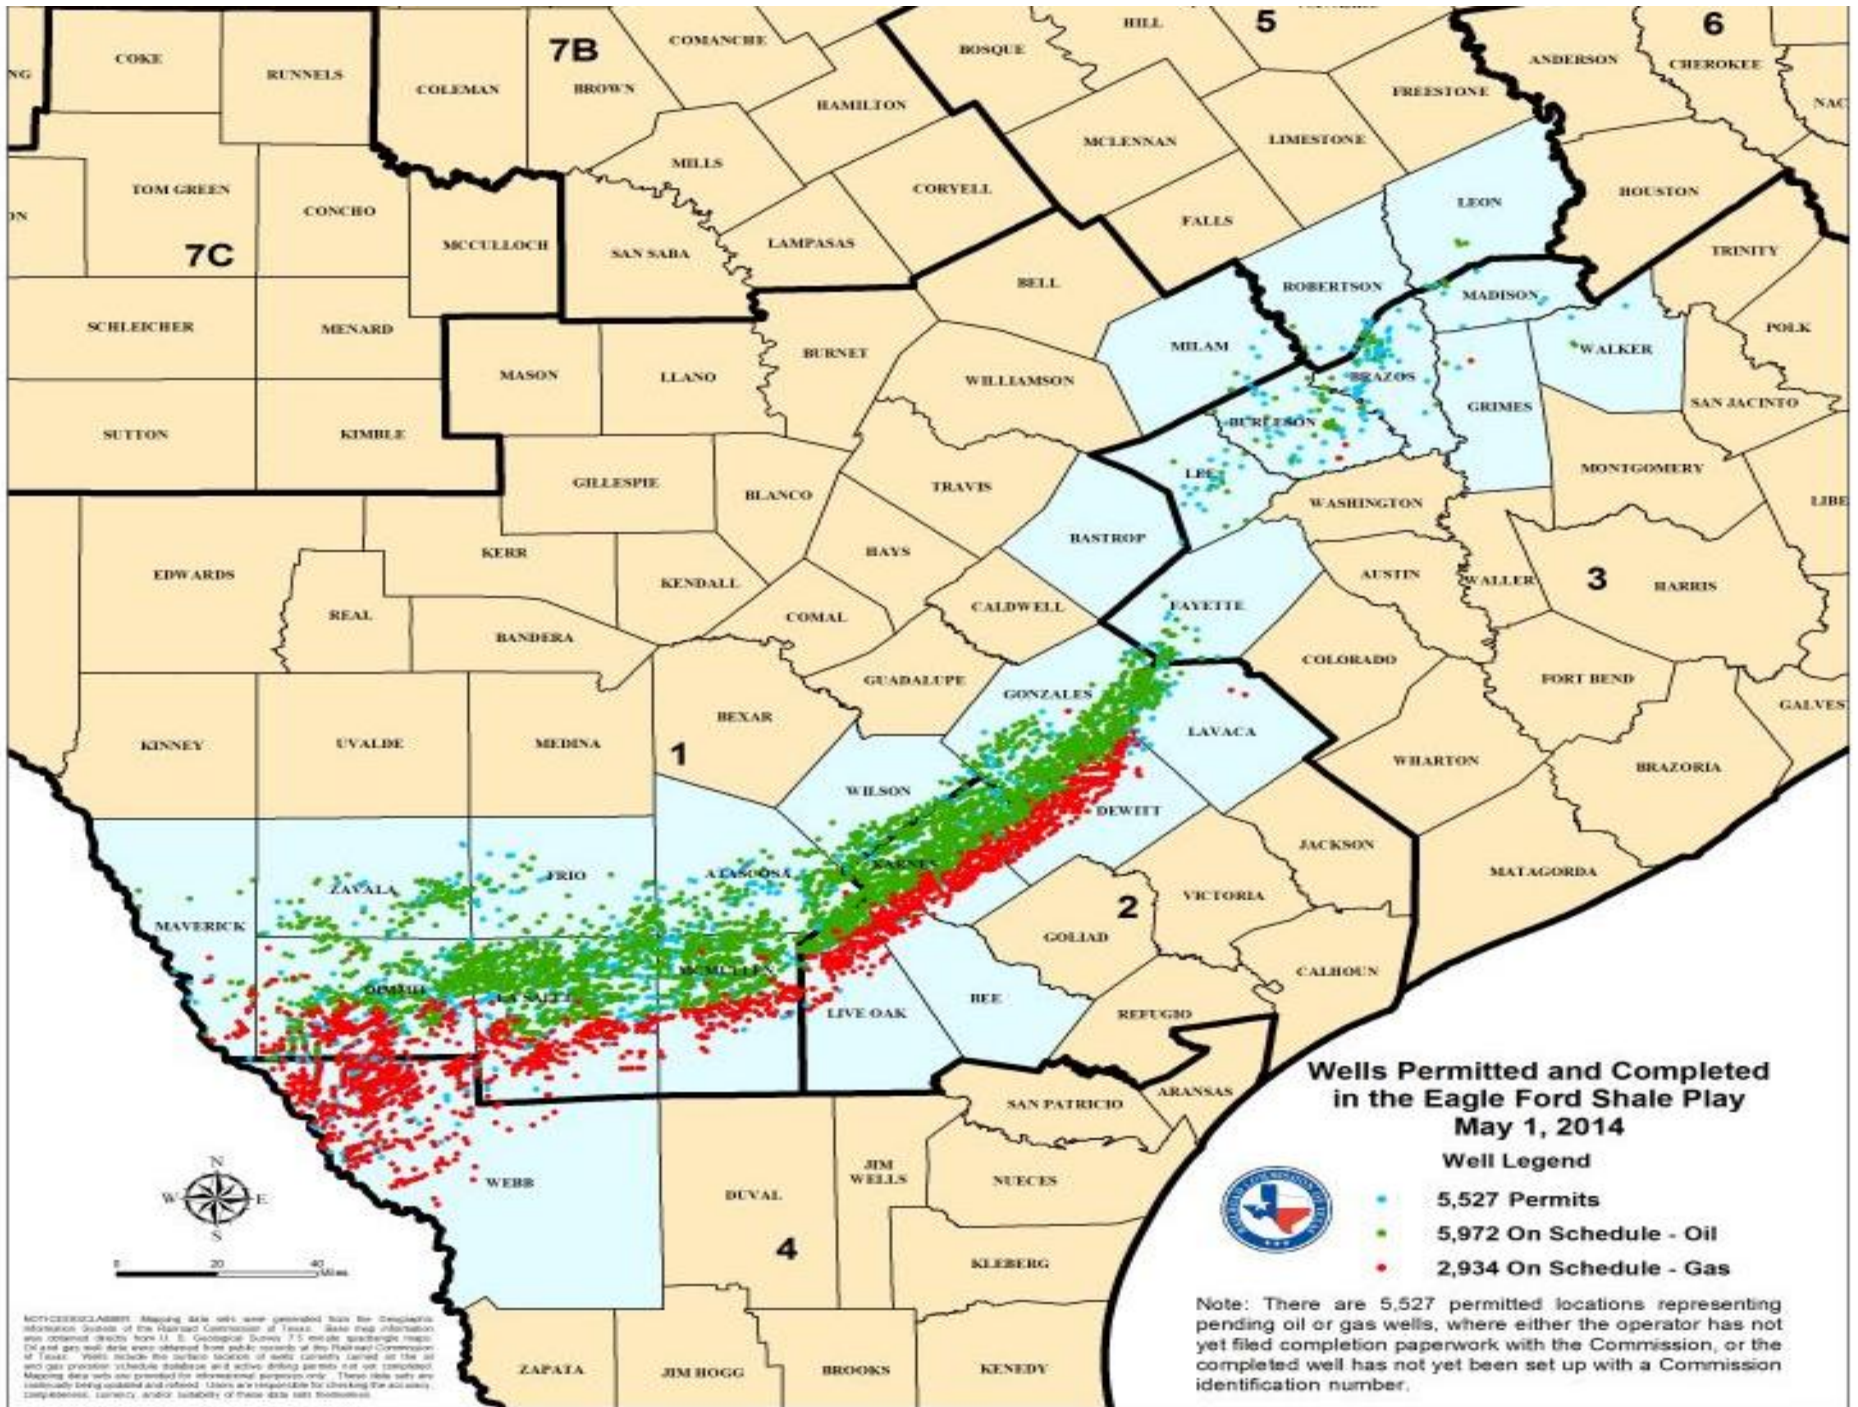 HILL
5
6
COMANCHE
7B
BOSQUE
COKE
RUNNELS
ANDERSON
CHEROKEE
NG
COLEMAN
BROWN
FREESTONE
HAMILTON
NAC
MCLENNAN
LIMESTONE
MILLS
TOM GREEN
CORYELL
HOUSTON
CONCHO
LEON
ON
FALLS
7C
MCCULLOCH
SAN SABA
LAMPASAS
TRINITY
BELL
ROBERTSON
MADISON
SCHLEICHER
MENARD
POLK
MILAM
WALKER
BURNET
MASON
LLANO
WILLIAMSON
BRAZOS
GRIMES
SAN JACINTO
SUTTON
KIMBLE
BURLESON
MONTGOMERY
LEE
GILLESPIE
TRAVIS
BLANCO
WASHINGTON
LIBE
BASTROP
KERR
HAYS
EDWARDS
AUSTIN
WALLER
3
HARRIS
KENDALL
CALDWELL
FAYETTE
REAL
COMAL
BANDERA
COLORADO
GUADALUPE
FORT BEND
GONZALES
GALVES
BEXAR
LAVACA
KINNEY
UVALDE
MEDINA
1
WHARTON
BRAZORIA
WILSON
DEWITT
JACKSON
KARNES
MATAGORDA
ATASCOSA
FRIO
ZAVALA
VICTORIA
2
MAVERICK
GOLIAD
CALHOUN
MCMULLEN
DIMMIT
LA SALLE
BEE
LIVE OAK
REFUGIO
ARANSAS
SAN PATRICIO
Wells Permitted and Completed
in the Eagle Ford Shale Play
May 1, 2014
Well Legend
5,527 Permits
5,972 On Schedule - Oil
2,934 On Schedule - Gas
N
W E
S
WEBB
DUVAL
JIM
WELLS
NUECES
4
KLEBERG
0 20 40
Miles
Note: There are 5,527 permitted locations representing
pending oil or gas wells, where either the operator has not
yet filed completion paperwork with the Commission, or the
completed well has not yet been set up with a Commission
identification number.
ZAPATA
JIM HOGG
BROOKS
KENEDY